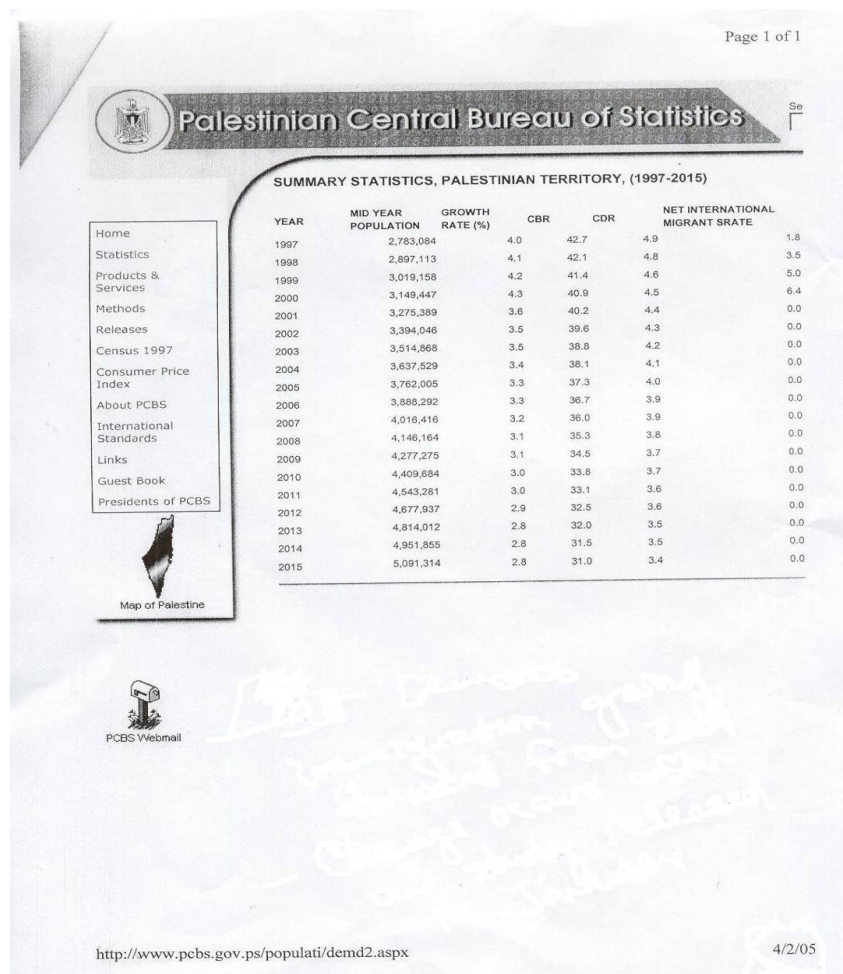 Page 1 of 1
Palestinian Central Bureau of Statistics
Se
SUMMARY STATISTICS, PALESTINIAN TERRITORY, (1997-2015)
YEAR MID YEAR POPULATION GROWTH RATE (%) CBR CDR NET INTERNATIONAL MIGRANT SRATE
1997 2,783,084 4.0 42.7 4.9 1.8
1998 2,897,113 4.1 42.1 4.8 3.5
1999 3,019,158 4.2 41.4 4.6 5.0
2000 3,149,447 4.3 40.9 4.5 6.4
2001 3,275,389 3.6 40.2 4.4 0.0
2002 3,394,046 3.5 39.6 4.3 0.0
2003 3,514,868 3.5 38.8 4.2 0.0
2004 3,637,529 3.4 38.1 4.1 0.0
2005 3,762,005 3.3 37.3 4.0 0.0
2006 3,888,292 3.3 36.7 3.9 0.0
2007 4,016,416 3.2 36.0 3.9 0.0
2008 4,146,164 3.1 35.3 3.8 0.0
2009 4,277,275 3.1 34.5 3.7 0.0
2010 4,409,684 3.0 33.8 3.7 0.0
2011 4,543,281 3.0 33.1 3.6 0.0
2012 4,677,937 2.9 32.5 3.6 0.0
2013 4,814,012 2.8 32.0 3.5 0.0
2014 4,951,855 2.8 31.5 3.5 0.0
2015 5,091,314 2.8 31.0 3.4 0.0
Home
Statistics
Products &
Services
Methods
Releases
Census 1997
Consumer Price
Index
About PCBS
International
Standards
Links
Guest Book
Presidents of PCBS
Map of Palestine
PCBS Webmail
from
released
http://www.pcbs.gov.ps/populati/demd2.aspx
4/2/05